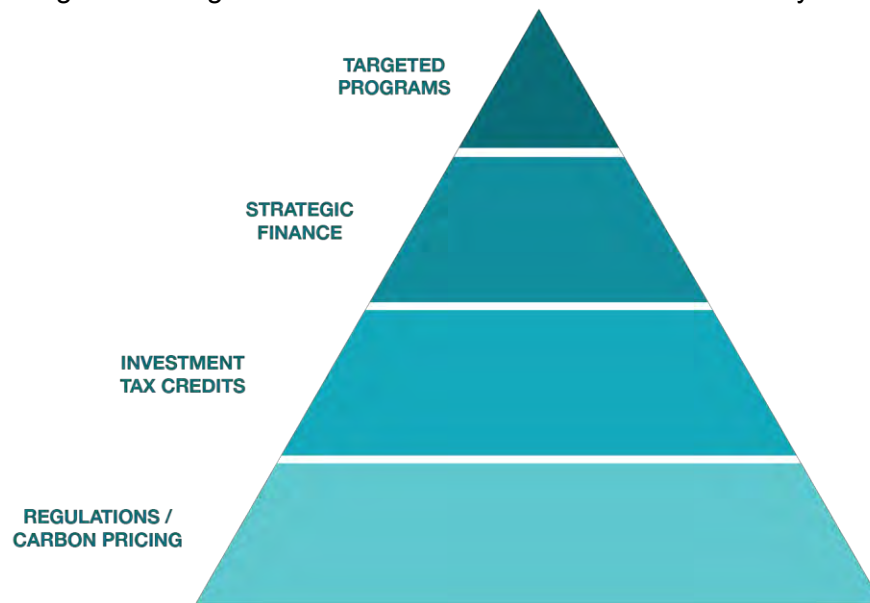 TARGETED
PROGRAMS
STRATEGIC
FINANCE
INVESTMENT
TAX CREDITS
REGULATIONS /
CARBON PRICING